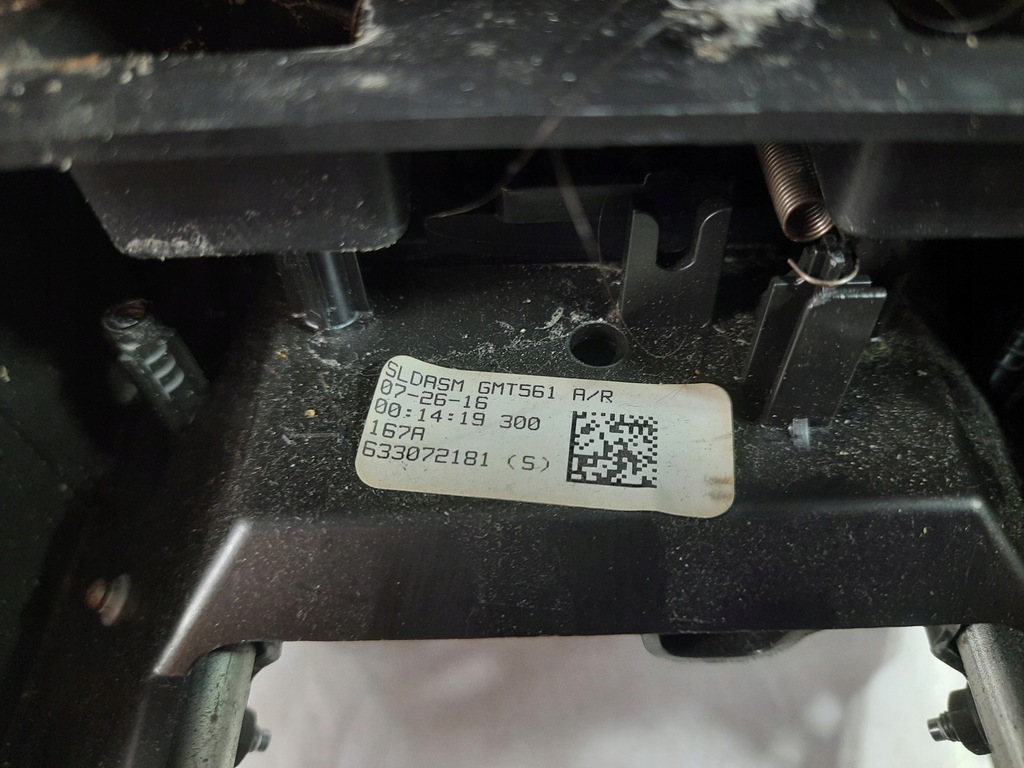 SLDASM GMT561 A/R
07-26-16
00:14:19 300
167A
633072181 (S)